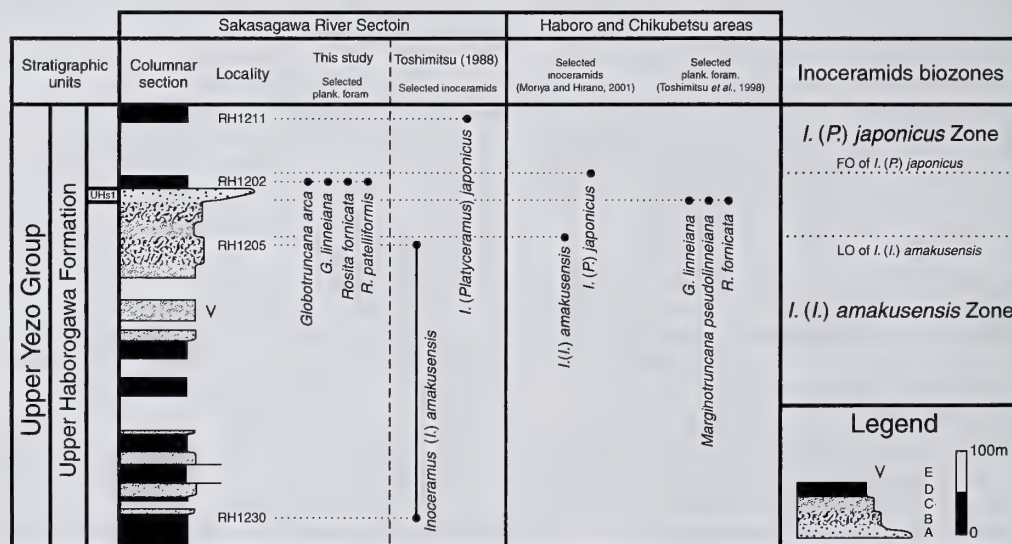 Sakasagawa River Sectoin
Haboro and Chikubetsu areas
Stratigraphic
units
Columnar
section
Locality
This study
Selected
plank. foram
Toshimitsu (1988)
Selected inoceramids
Selected
inoceramids
(Moriya and Hirano, 2001)
Selected
plank. foram.
(Toshimitsu et al., 1998)
Inoceramids biozones
Upper Yezo Group
Upper Haborogawa Formation
UHs1
V
RH1211
RH1202
RH1205
RH1230
Globotruncana arca
G. linneiana
Rosita fornicata
R. patelliformis
Inoceramus (I.) amakusensis
I. (Platyceramus) japonicus
I.(I.) amakusensis
I. (P.) japonicus
G. linneiana
Marginotruncana pseudolinneiana
R. fornicata
I. (P.) japonicus Zone
FO of I. (P.) japonicus
LO of I. (I.) amakusensis
I. (I.) amakusensis Zone
Legend
V
E
D
C
B
A
100m
0